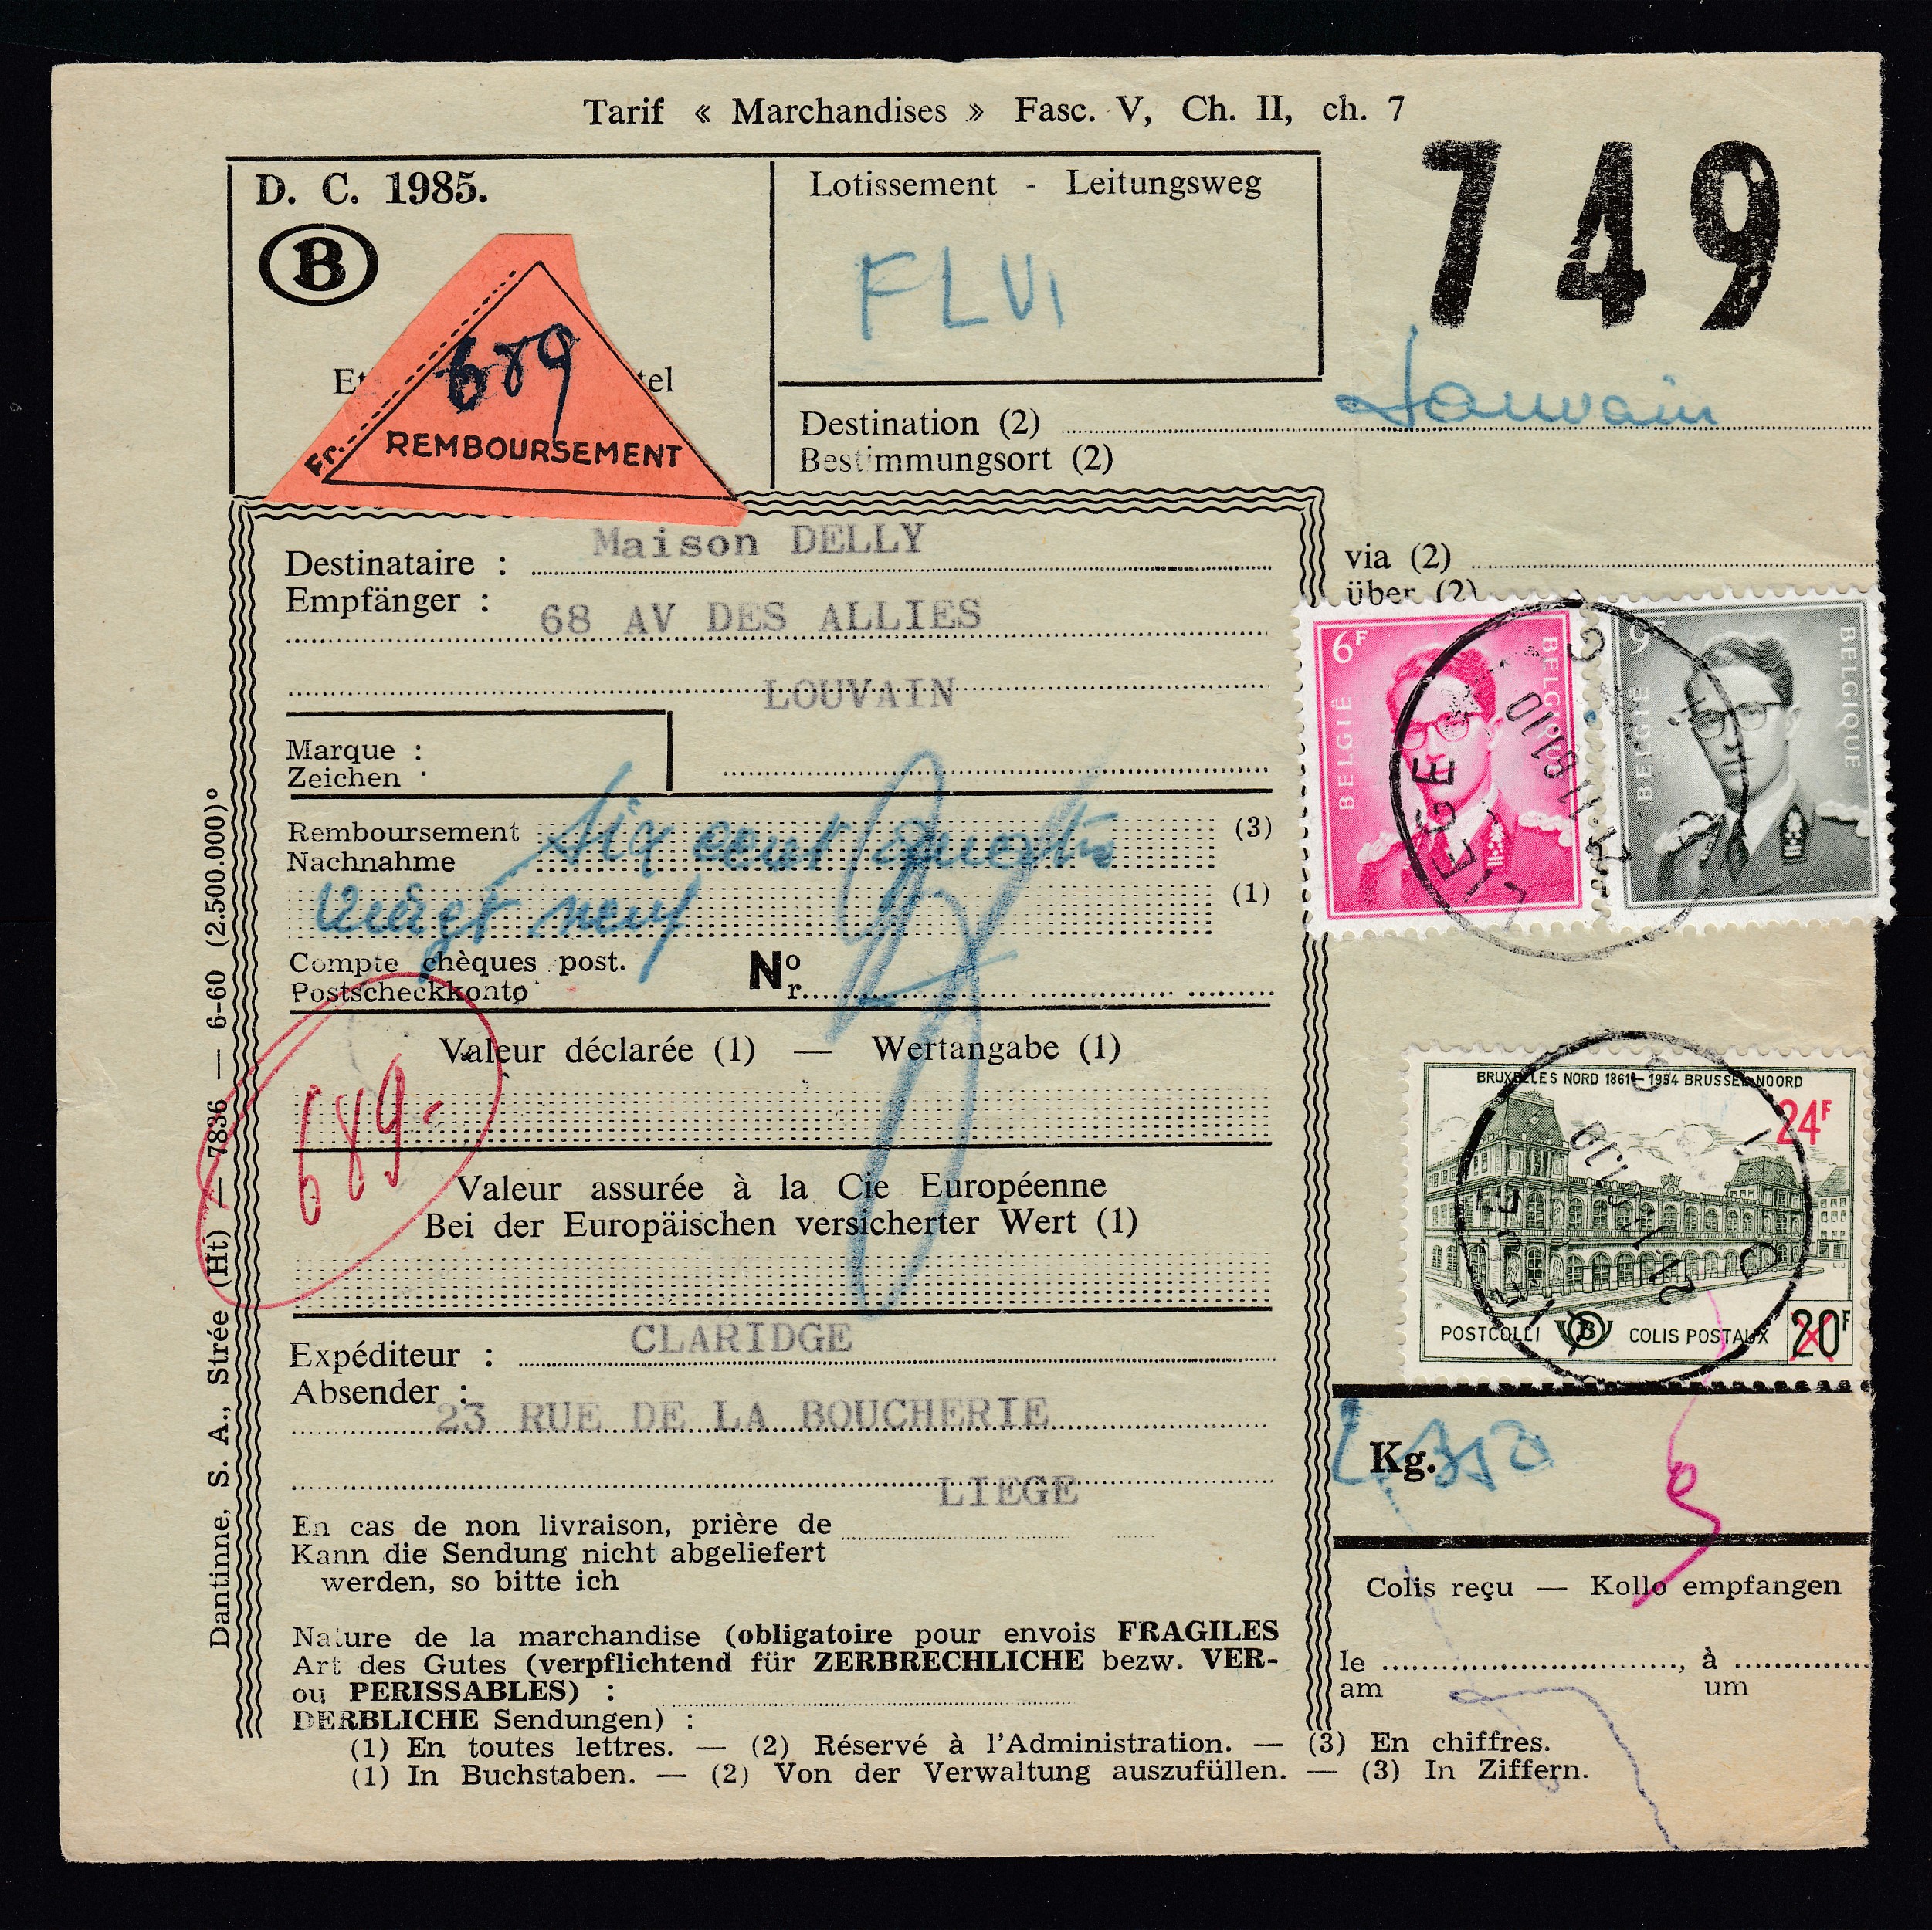 Tarif « Marchandises » Fasc. V, Ch. II, ch. 7
749
D. C. 1985.
B
Lotissement - Leitungsweg
FLV1
Et tel
689
Fr.
REMBOURSEMENT
Destination (2) Louvain
Bestimmungsort (2)
via (2)
über (2)
Destinataire : Maison DELLY
Empfänger :
68 AV DES ALLIES
LOUVAIN
Marque :
Zeichen :
Remboursement Six cent quatre (3)
Nachnahme
vingt neuf (1)
Compte chèques post. No
Postscheckkonto r.
Valeur déclarée (1) — Wertangabe (1)
689-
Valeur assurée à la Cie Européenne
Bei der Europäischen versicherter Wert (1)
Expéditeur : CLARIDGE
Absender :
23 RUE DE LA BOUCHERIE
LIEGE
En cas de non livraison, prière de
Kann die Sendung nicht abgeliefert
werden, so bitte ich
Nature de la marchandise (obligatoire pour envois FRAGILES
Art des Gutes (verpflichtend für ZERBRECHLICHE bezw. VER-
ou PERISSABLES) :
DERBLICHE Sendungen) :
(1) En toutes lettres. — (2) Réservé à l'Administration. — (3) En chiffres.
(1) In Buchstaben. — (2) Von der Verwaltung auszufüllen. — (3) In Ziffern.
Dantinne, S. A., Strée (Ht) — 7836 — 6-60 (2.500.000)°
6F BELGIË BELGIQUE
9F BELGIË BELGIQUE
LIEGE
BRUXELLES NORD 1861-1954 BRUSSEL NOORD
24F
POSTCOLLI B COLIS POSTAUX 20F
LIEGE
Kg.
Colis reçu — Kollo empfangen
le , à
am um